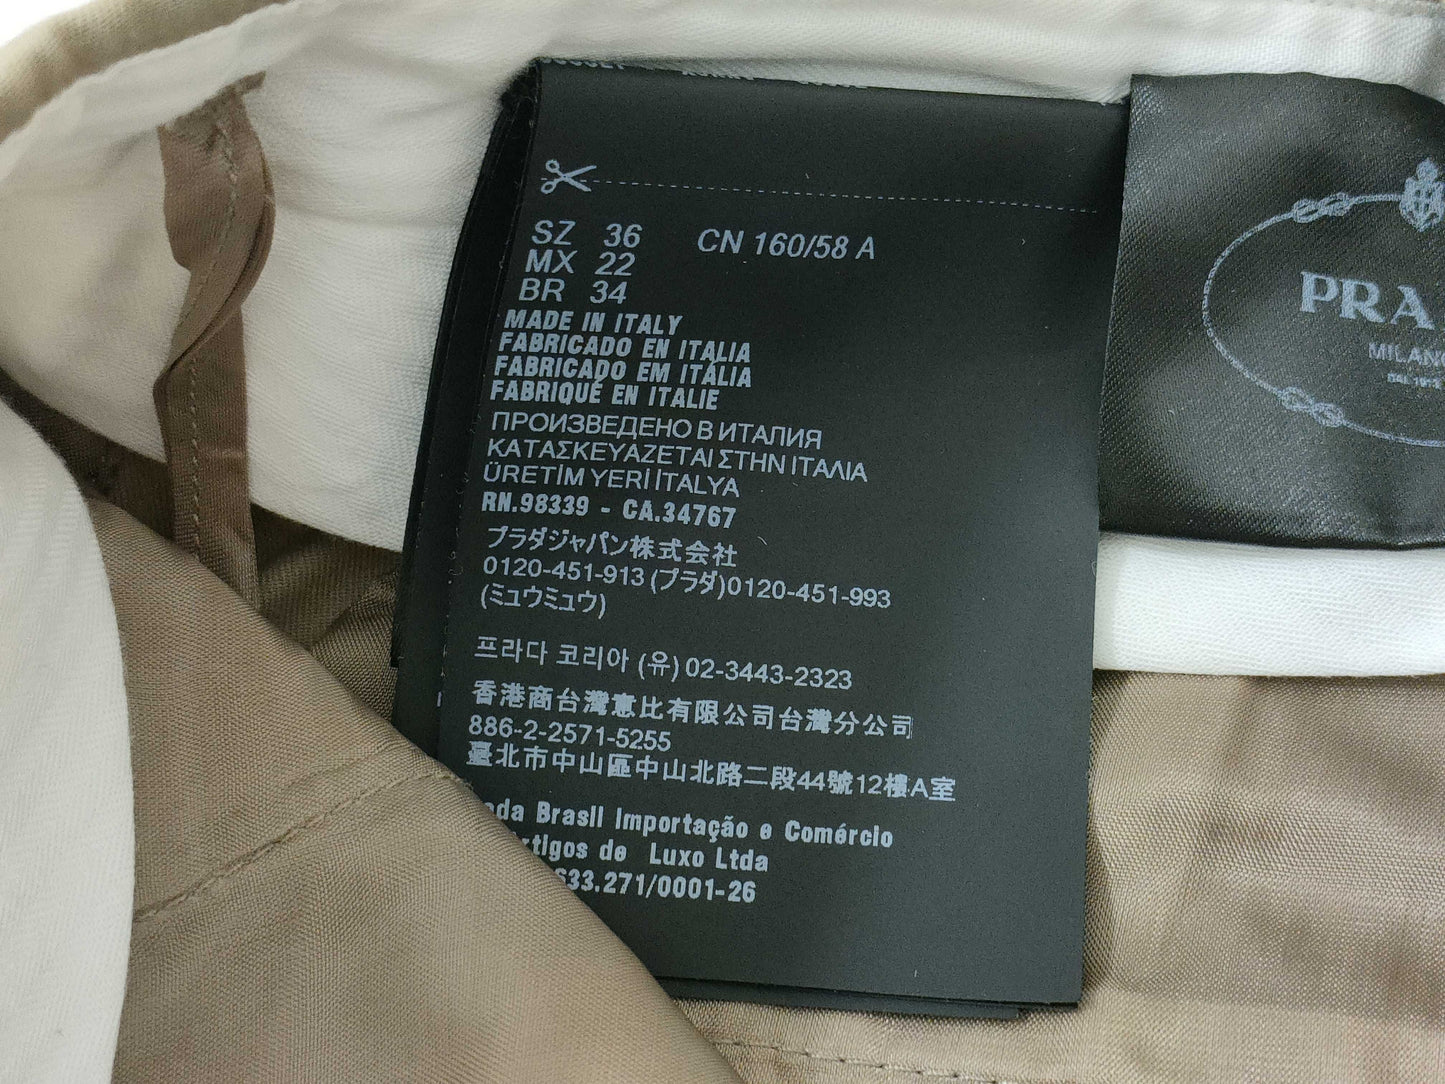 SZ 36 CN 160/58 A
MX 22
BR 34
MADE IN ITALY
FABRICADO EN ITALIA
FABRICADO EM ITÁLIA
FABRIQUÉ EN ITALIE
ПРОИЗВЕДЕНО В ИТАЛИЯ
ΚΑΤΑΣΚΕΥΑΖΕΤΑΙ ΣΤΗΝ ΙΤΑΛΙΑ
ÜRETİM YERİ İTALYA
RN.98339 - CA.34767
プラダジャパン株式会社
0120-451-913 (プラダ)0120-451-993
(ミュウミュウ)
프라다 코리아 (유) 02-3443-2323
香港商台灣意比有限公司台灣分公司
886-2-2571-5255
臺北市中山區中山北路二段44號12樓A室
Brasil Importação e Comércio
de Luxo Ltda
633.271/0001-26
PRA
MILANO